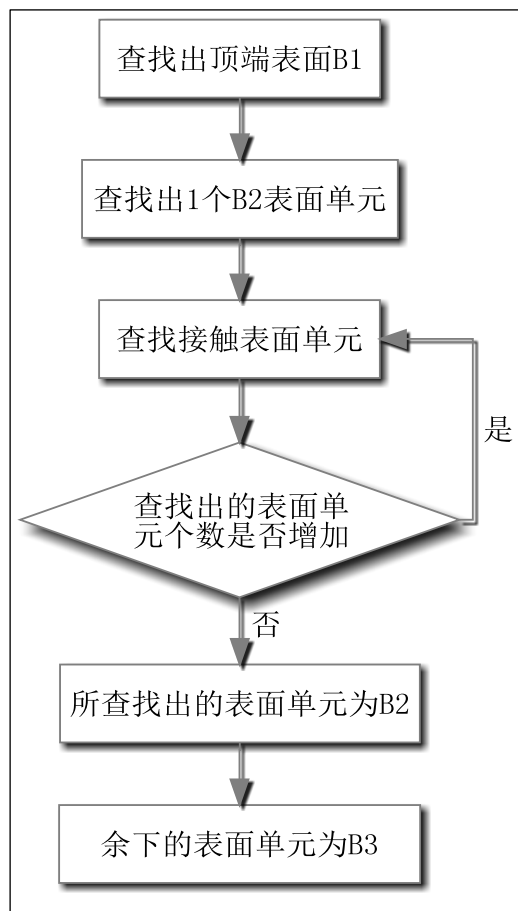 查找出顶端表面B1
查找出1个B2表面单元
查找接触表面单元
是
查找出的表面单
元个数是否增加
否
所查找出的表面单元为B2
余下的表面单元为B3